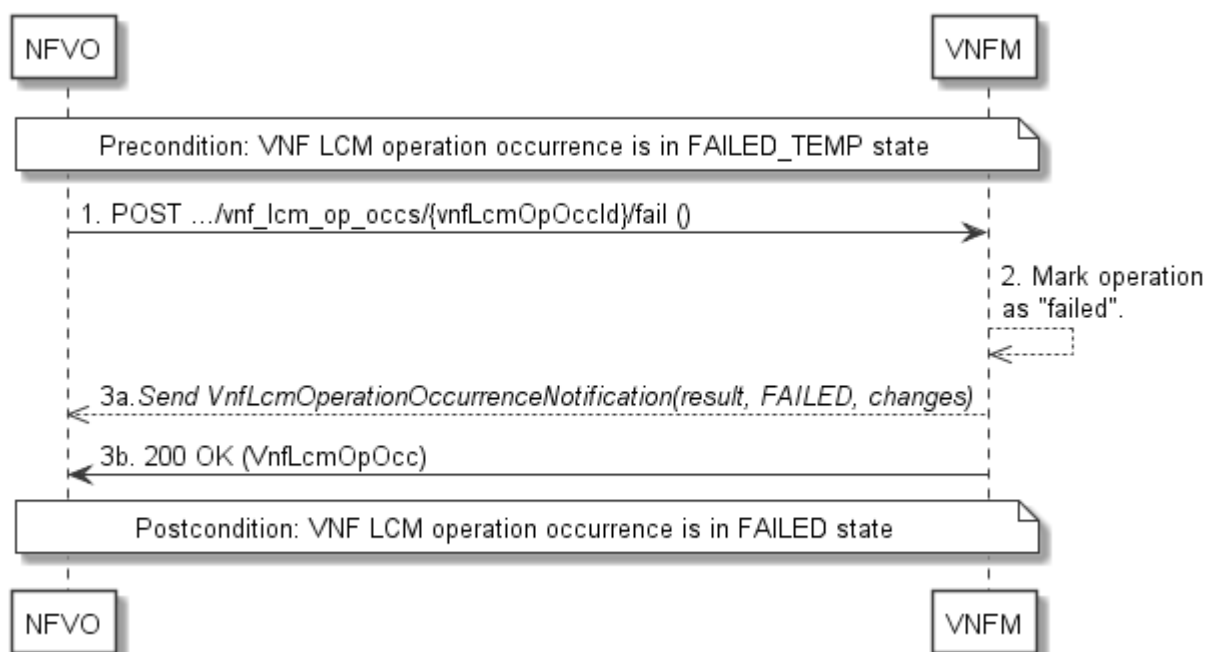 NFVO VNFM
Precondition: VNF LCM operation occurrence is in FAILED_TEMP state
1. POST .../vnf_lcm_op_occs/{vnfLcmOpOccId}/fail ()
2. Mark operation
as "failed".
3a.Send VnfLcmOperationOccurrenceNotification(result, FAILED, changes)
3b. 200 OK (VnfLcmOpOcc)
Postcondition: VNF LCM operation occurrence is in FAILED state
NFVO VNFM